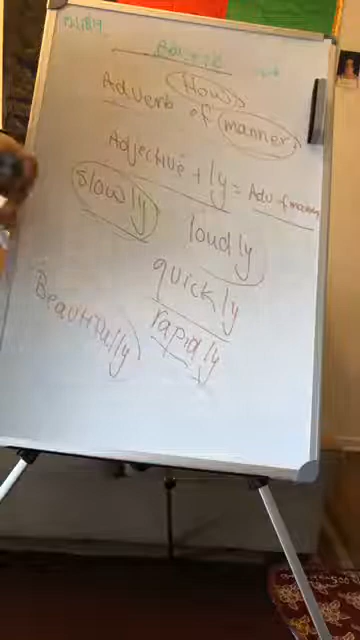 Adverb
How
Adverb of manner
Adjective + ly = Adv of manner
slowly
loudly
quickly
rapidly
Beautifully